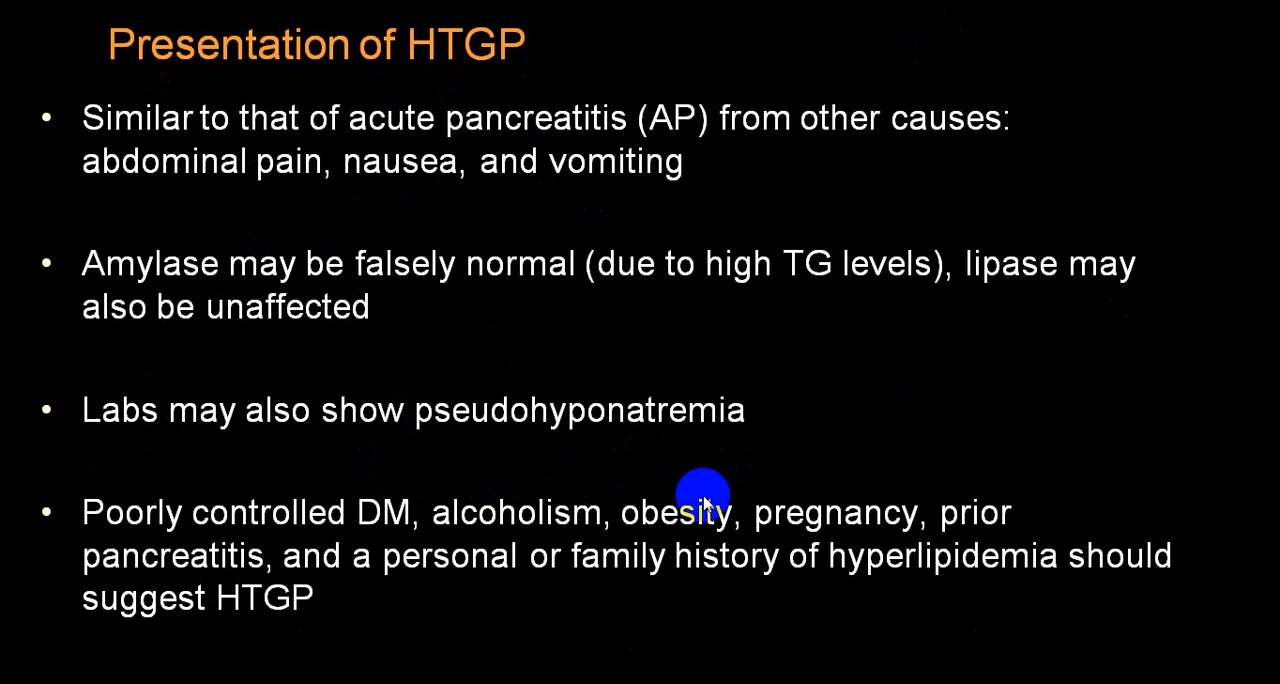 Presentation of HTGP
• Similar to that of acute pancreatitis (AP) from other causes:
abdominal pain, nausea, and vomiting
• Amylase may be falsely normal (due to high TG levels), lipase may
also be unaffected
• Labs may also show pseudohyponatremia
• Poorly controlled DM, alcoholism, obesity, pregnancy, prior
pancreatitis, and a personal or family history of hyperlipidemia should
suggest HTGP